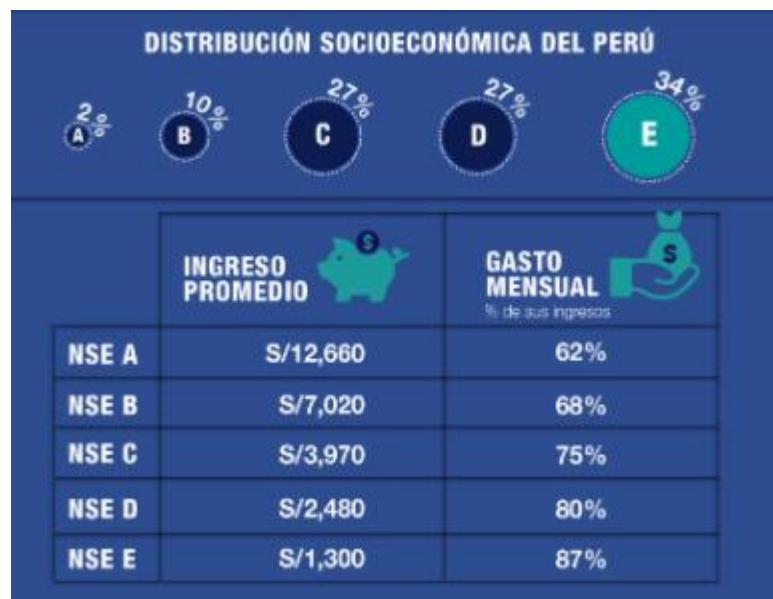 DISTRIBUCIÓN SOCIOECONÓMICA DEL PERÚ
2% 10% 27% 27% 34%
A B C D E
INGRESO PROMEDIO
$
GASTO MENSUAL
% de sus ingresos
$
NSE A S/12,660 62%
NSE B S/7,020 68%
NSE C S/3,970 75%
NSE D S/2,480 80%
NSE E S/1,300 87%